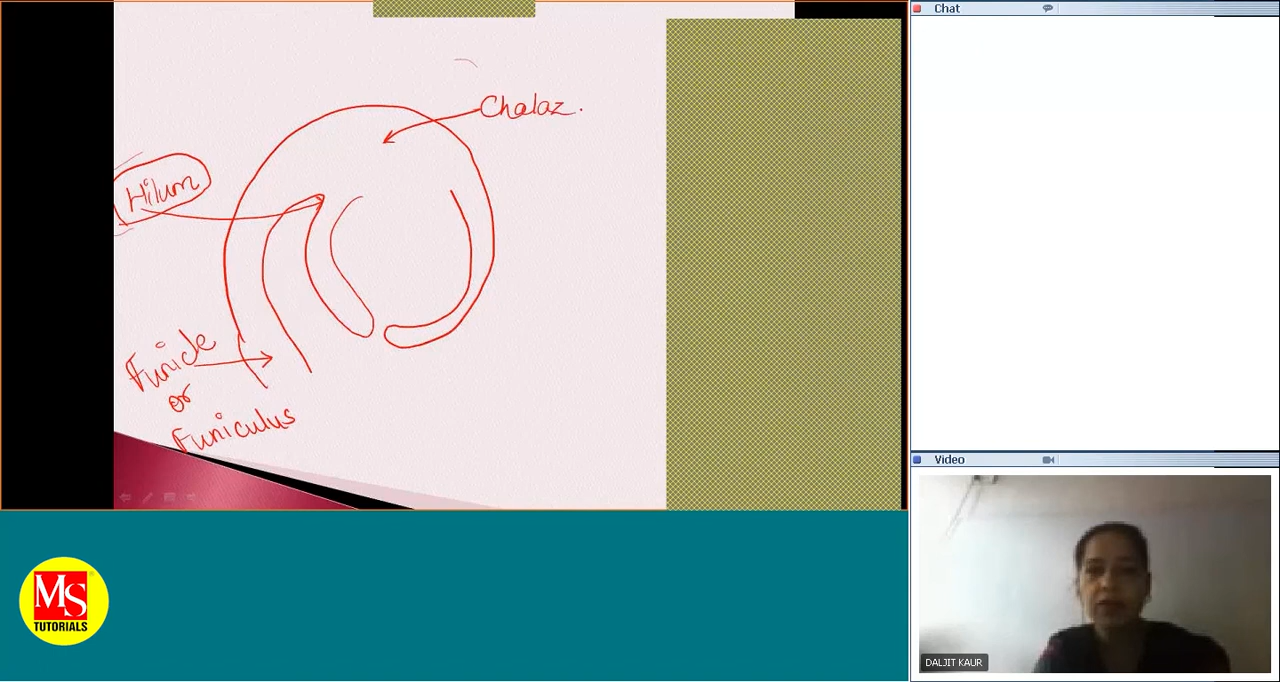 Chat
Chalaz.
Hilum
Funicle
or
Funiculus
Video
MS
TUTORIALS
DALJIT KAUR